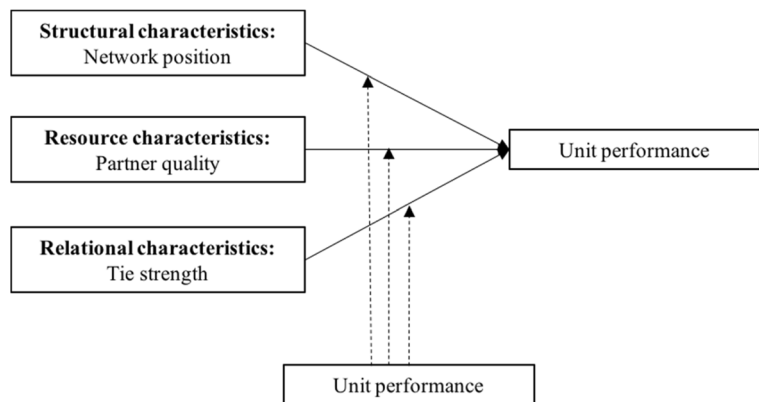 Structural characteristics:
Network position
Resource characteristics:
Partner quality
Unit performance
Relational characteristics:
Tie strength
Unit performance